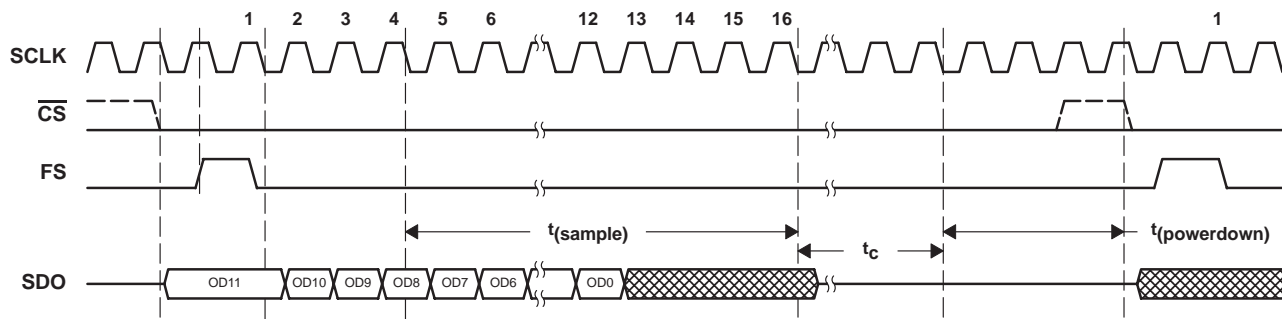 1 2 3 4 5 6 12 13 14 15 16 1
SCLK
CS
FS
t(sample) t(powerdown)
tc
SDO OD11 OD10 OD9 OD8 OD7 OD6 OD0